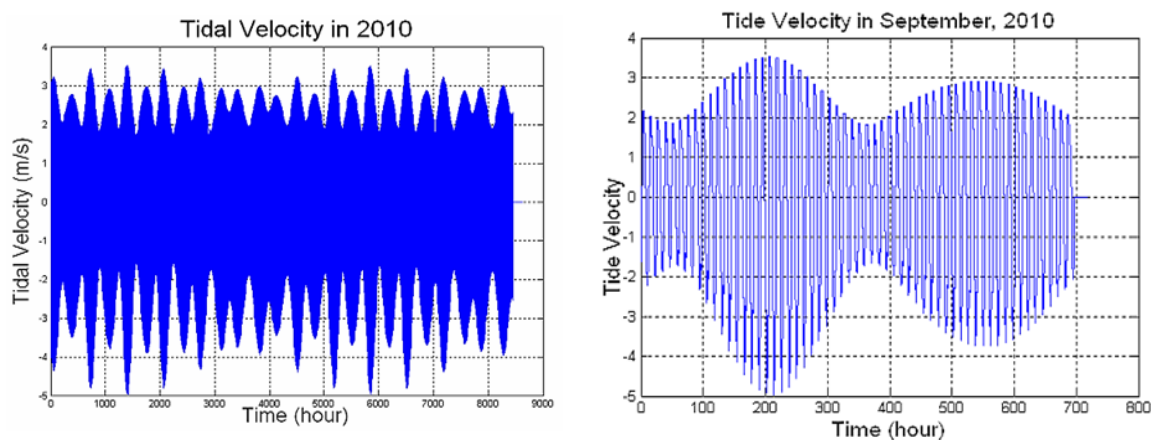 Tidal Velocity in 2010
4
3
2
1
0
-1
-2
-3
-4
-5
Tidal Velocity (m/s)
0 1000 2000 3000 4000 5000 6000 7000 8000 9000
Time (hour)
Tide Velocity in September, 2010
4
3
2
1
0
-1
-2
-3
-4
-5
Tide Velocity
0 100 200 300 400 500 600 700 800
Time (hour)